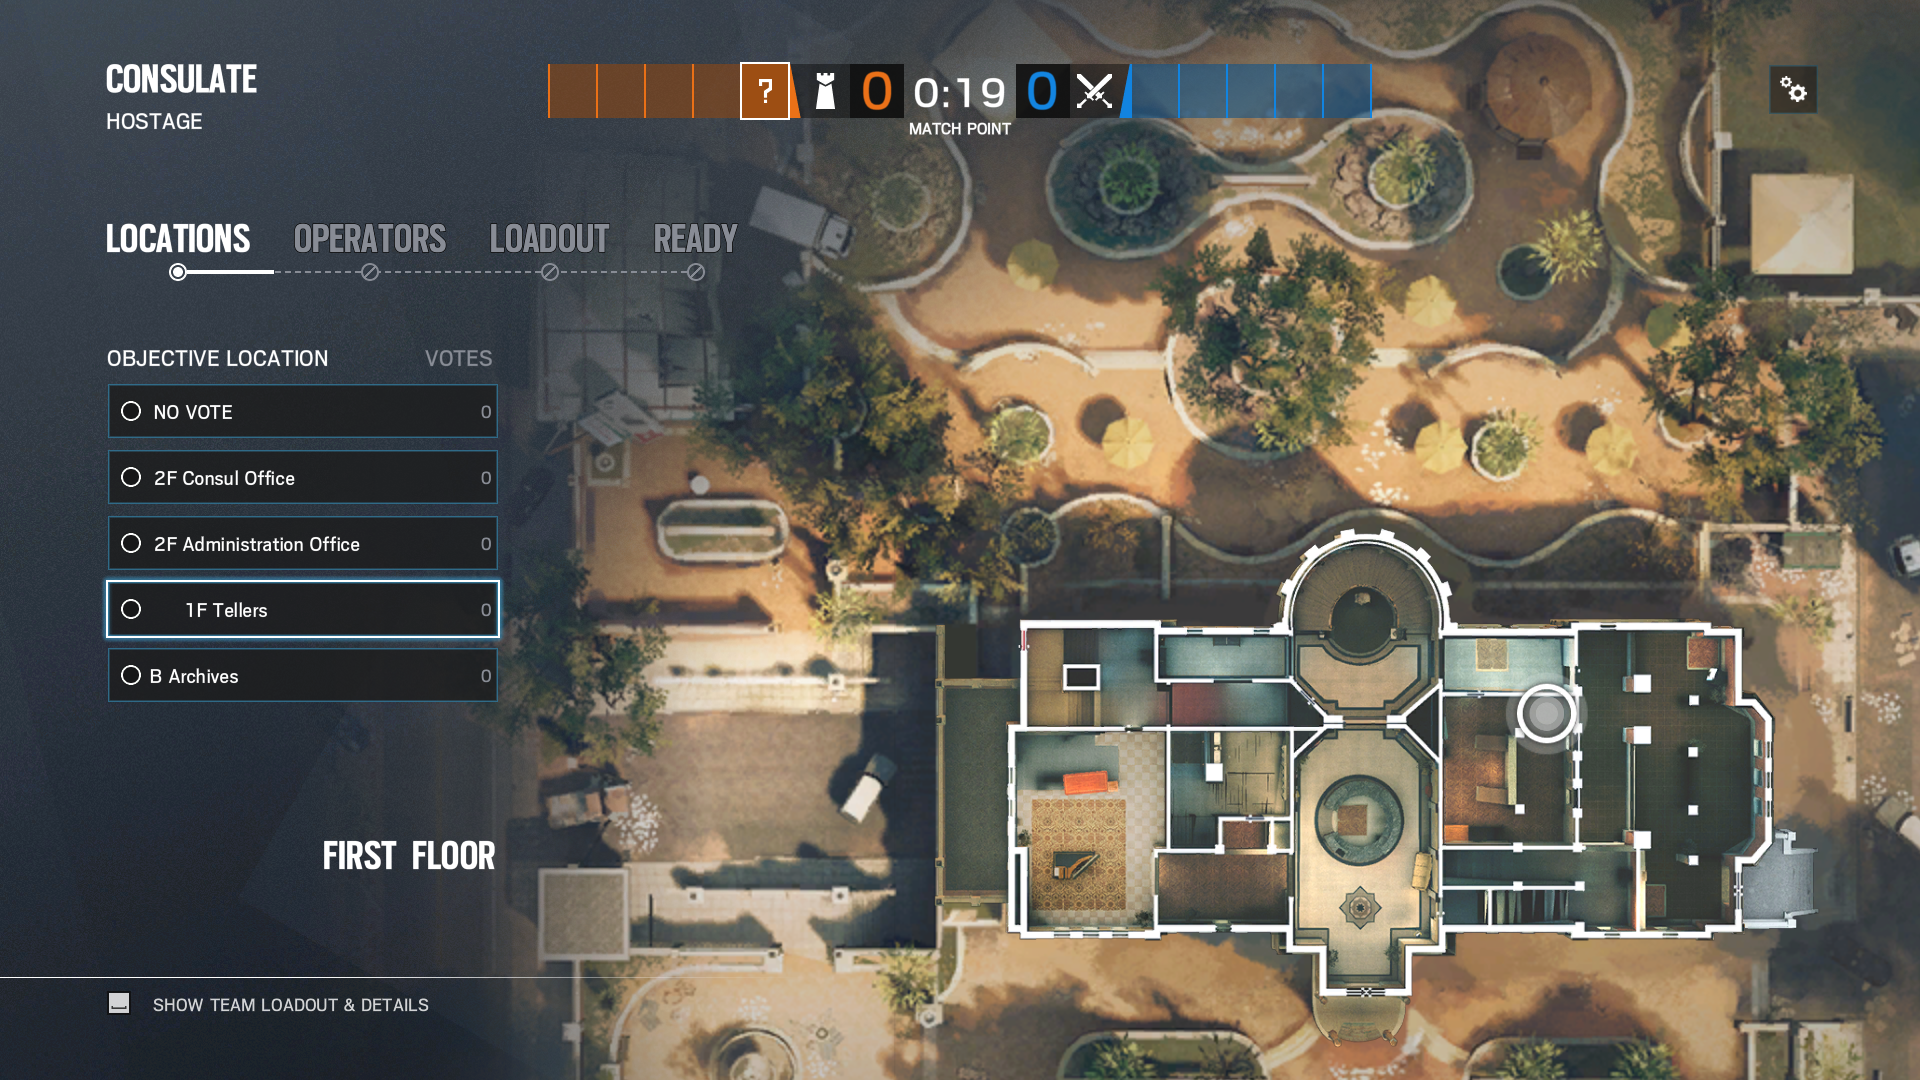 CONSULATE
HOSTAGE
?
0
0:19
0
MATCH POINT
LOCATIONS
OPERATORS
LOADOUT
READY
OBJECTIVE LOCATION
VOTES
NO VOTE
0
2F Consul Office
0
2F Administration Office
0
1F Tellers
0
B Archives
0
FIRST FLOOR
SHOW TEAM LOADOUT & DETAILS